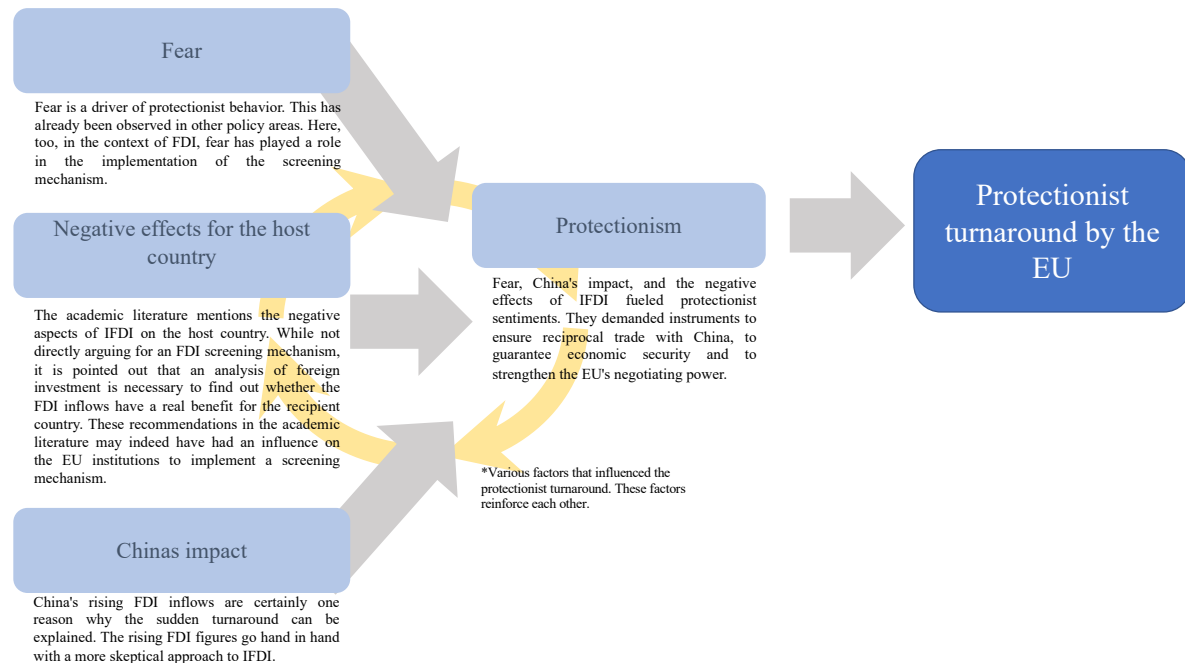 Fear
Fear is a driver of protectionist behavior. This has
already been observed in other policy areas. Here,
too, in the context of FDI, fear has played a role
in the implementation of the screening
mechanism.
Negative effects for the host
country
The academic literature mentions the negative
aspects of IFDI on the host country. While not
directly arguing for an FDI screening mechanism,
it is pointed out that an analysis of foreign
investment is necessary to find out whether the
FDI inflows have a real benefit for the recipient
country. These recommendations in the academic
literature may indeed have had an influence on
the EU institutions to implement a screening
mechanism.
Chinas impact
China's rising FDI inflows are certainly one
reason why the sudden turnaround can be
explained. The rising FDI figures go hand in hand
with a more skeptical approach to IFDI.
Protectionism
Fear, China's impact, and the negative
effects of IFDI fueled protectionist
sentiments. They demanded instruments to
ensure reciprocal trade with China, to
guarantee economic security and to
strengthen the EU's negotiating power.
*Various factors that influenced the
protectionist turnaround. These factors
reinforce each other.
Protectionist
turnaround by the
EU